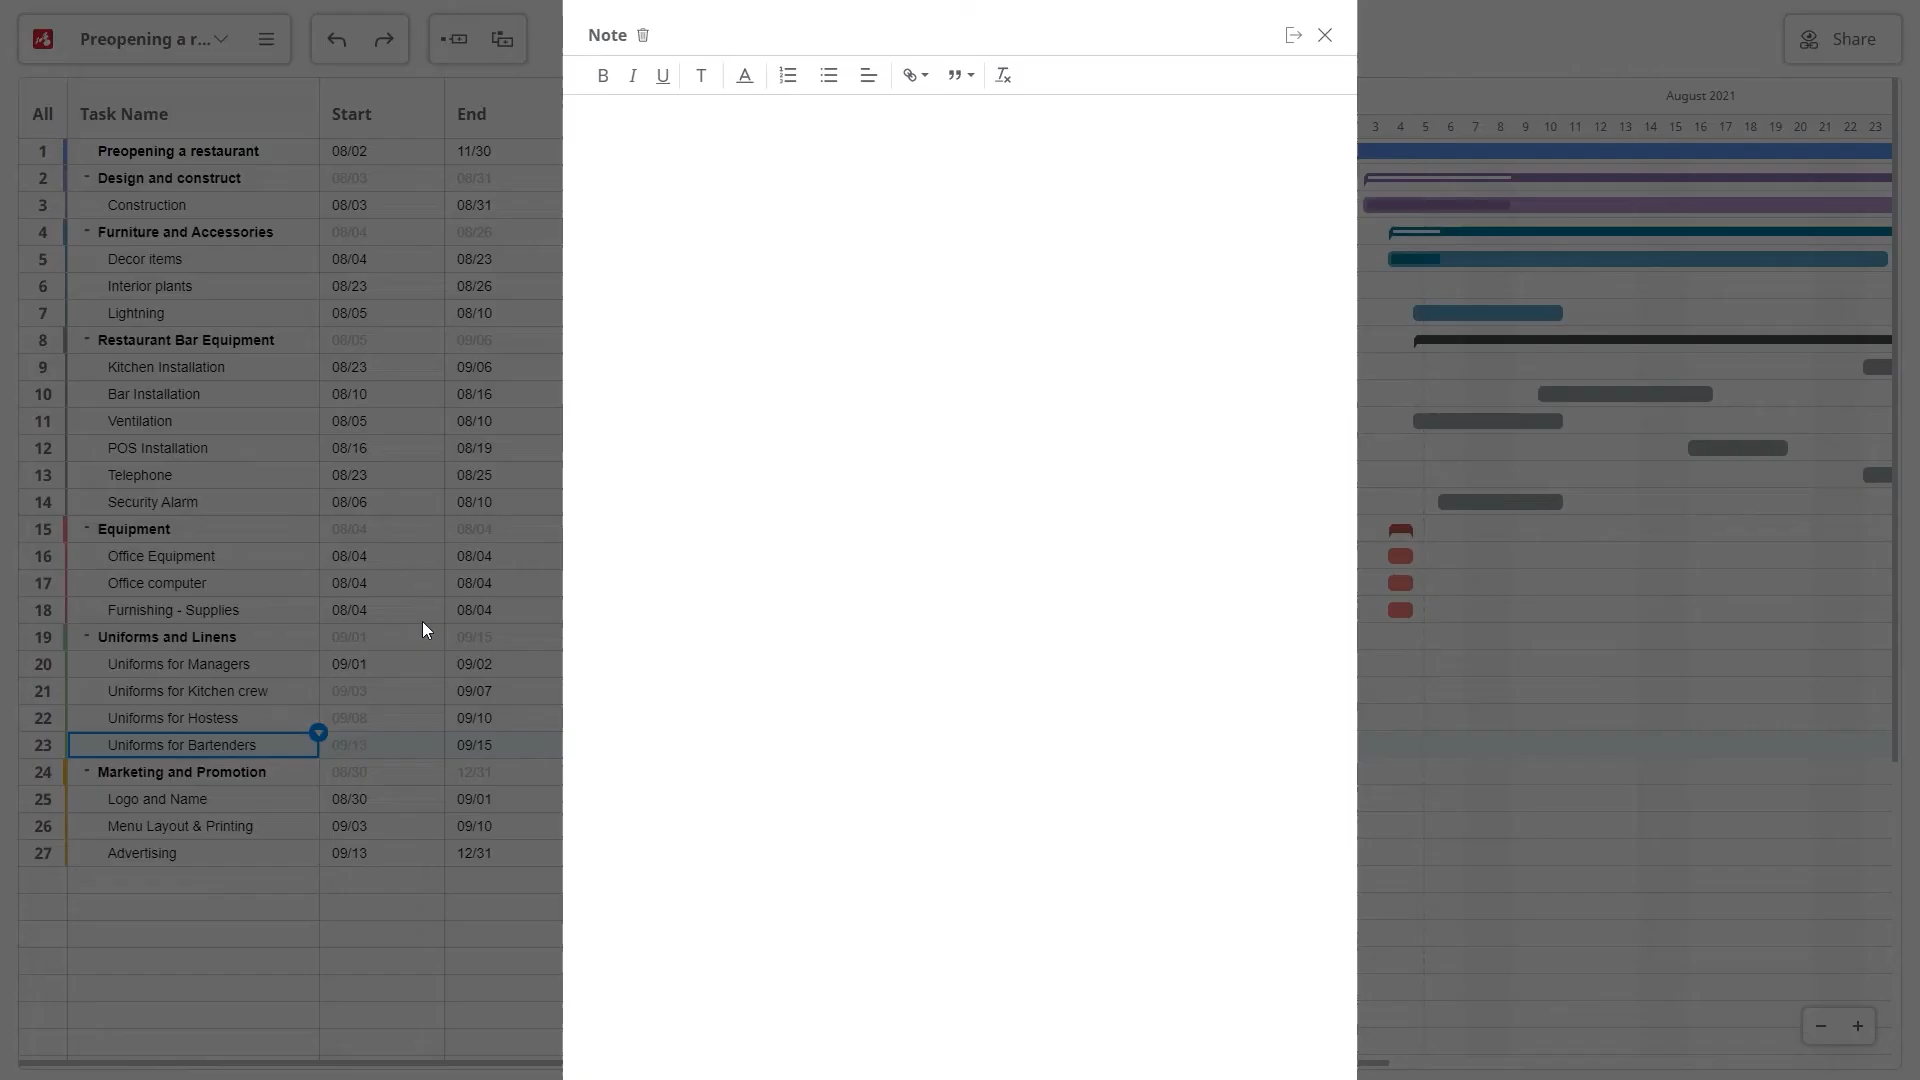 Preopening a r...
Note
Share
B I U T A
All Task Name Start End
August 2021
3 4 5 6 7 8 9 10 11 12 13 14 15 16 17 18 19 20 21 22 23
1 Preopening a restaurant 08/02 11/30
2 - Design and construct 08/03 08/31
3 Construction 08/03 08/31
4 - Furniture and Accessories 08/04 08/26
5 Decor items 08/04 08/23
6 Interior plants 08/23 08/26
7 Lightning 08/05 08/10
8 - Restaurant Bar Equipment 08/05 09/06
9 Kitchen Installation 08/23 09/06
10 Bar Installation 08/10 08/16
11 Ventilation 08/05 08/10
12 POS Installation 08/16 08/19
13 Telephone 08/23 08/25
14 Security Alarm 08/06 08/10
15 - Equipment 08/04 08/04
16 Office Equipment 08/04 08/04
17 Office computer 08/04 08/04
18 Furnishing - Supplies 08/04 08/04
19 - Uniforms and Linens 09/01 09/15
20 Uniforms for Managers 09/01 09/02
21 Uniforms for Kitchen crew 09/03 09/07
22 Uniforms for Hostess 09/08 09/10
23 Uniforms for Bartenders 09/13 09/15
24 - Marketing and Promotion 08/30 12/31
25 Logo and Name 08/30 09/01
26 Menu Layout & Printing 09/03 09/10
27 Advertising 09/13 12/31